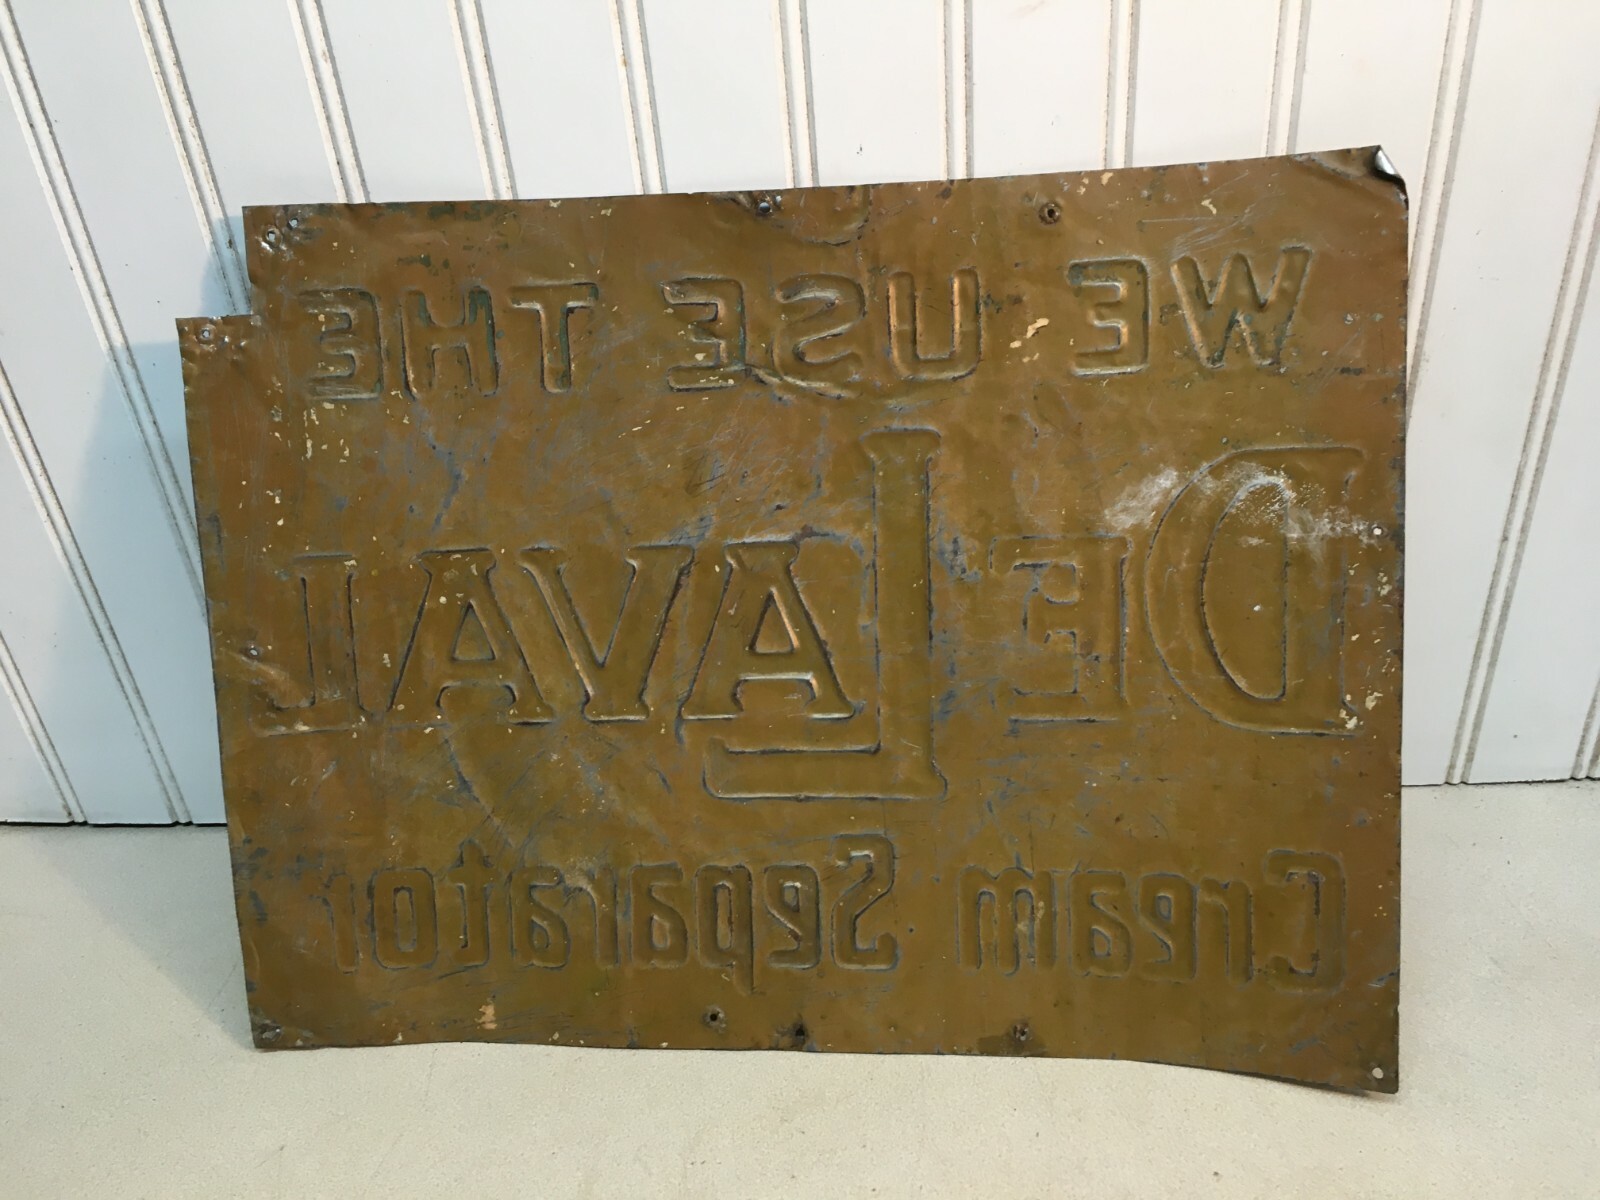 WE USE THE
DE LAVAL
Cream Separator